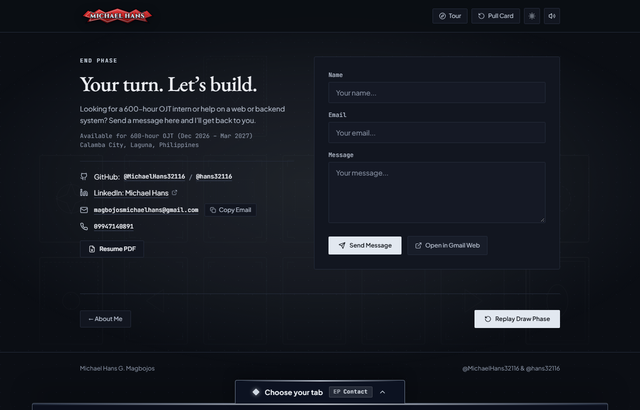 MICHAEL HANS
Tour
Pull Card
END PHASE
Your turn. Let's build.
Looking for a 600-hour OJT intern or help on a web or backend
system? Send a message here and I'll get back to you.
Available for 600-hour OJT (Dec 2026 – Mar 2027)
Calamba City, Laguna, Philippines
GitHub: @MichaelHans32116 / @hans32116
LinkedIn: Michael Hans
magbojosmichaelhans@gmail.com
Copy Email
09947140891
Resume PDF
Name
Your name...
Email
Your email...
Message
Your message...
Send Message
Open in Gmail Web
← About Me
Replay Draw Phase
Michael Hans G. Magbojos
@MichaelHans32116 & @hans32116
Choose your tab
EP Contact